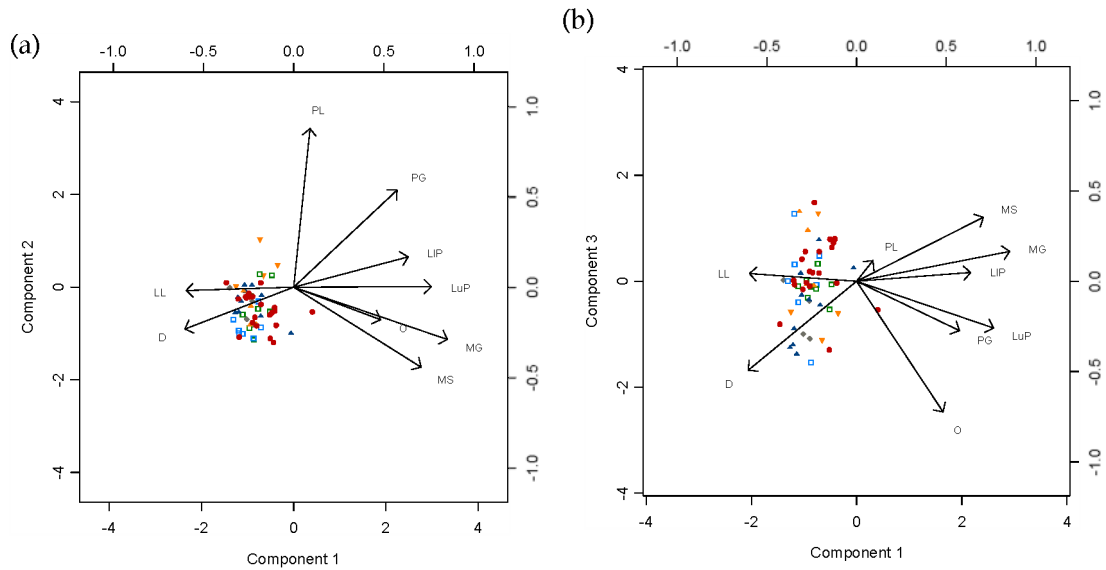 (a)
-1.0 -0.5 0.0 0.5 1.0
4 2 0 -2 -4
Component 2
1.0 0.5 0.0 -0.5 -1.0
PL
PG
LIP
LuP
LL
D
O
MG
MS
-4 -2 0 2 4
Component 1
(b)
-1.0 -0.5 0.0 0.5 1.0
4 2 0 -2 -4
Component 3
1.0 0.5 0.0 -0.5 -1.0
MS
PL
MG
LIP
LL
LuP
PG
D
O
-4 -2 0 2 4
Component 1